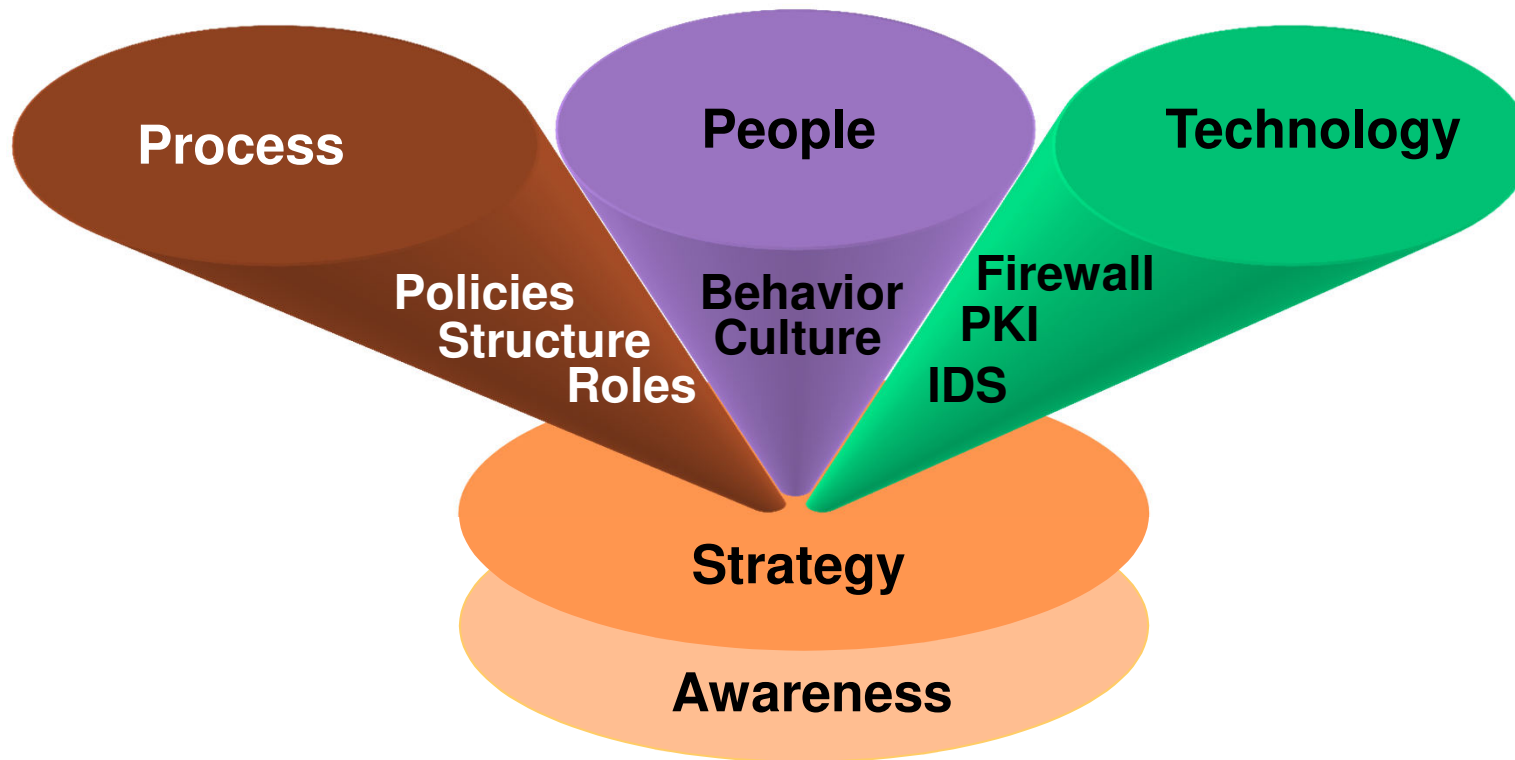 Process
People
Technology
Policies
Structure
Roles
Behavior
Culture
Firewall
PKI
IDS
Strategy
Awareness